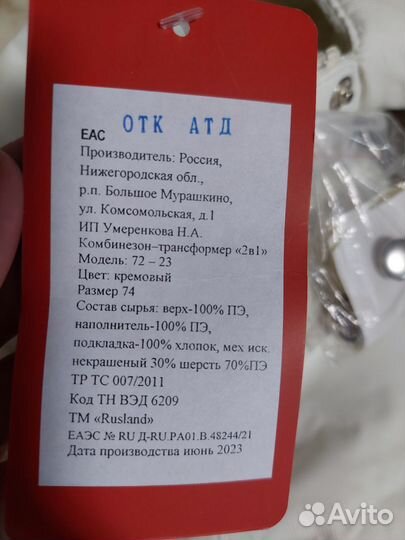 ОТК АТД
ЕАС
Производитель: Россия,
Нижегородская обл.,
р.п. Большое Мурашкино,
ул. Комсомольская, д.1
ИП Умеренкова Н.А.
Комбинезон–трансформер «2в1»
Модель: 72 – 23
Цвет: кремовый
Размер 74
Состав сырья: верх-100% ПЭ,
наполнитель-100% ПЭ,
подкладка-100% хлопок, мех иск.
некрашеный 30% шерсть 70%ПЭ
ТР ТС 007/2011
Код ТН ВЭД 6209
ТМ «Rusland»
ЕАЭС № RU Д-RU.РА01.В.48244/21
Дата производства июнь 2023
Avito